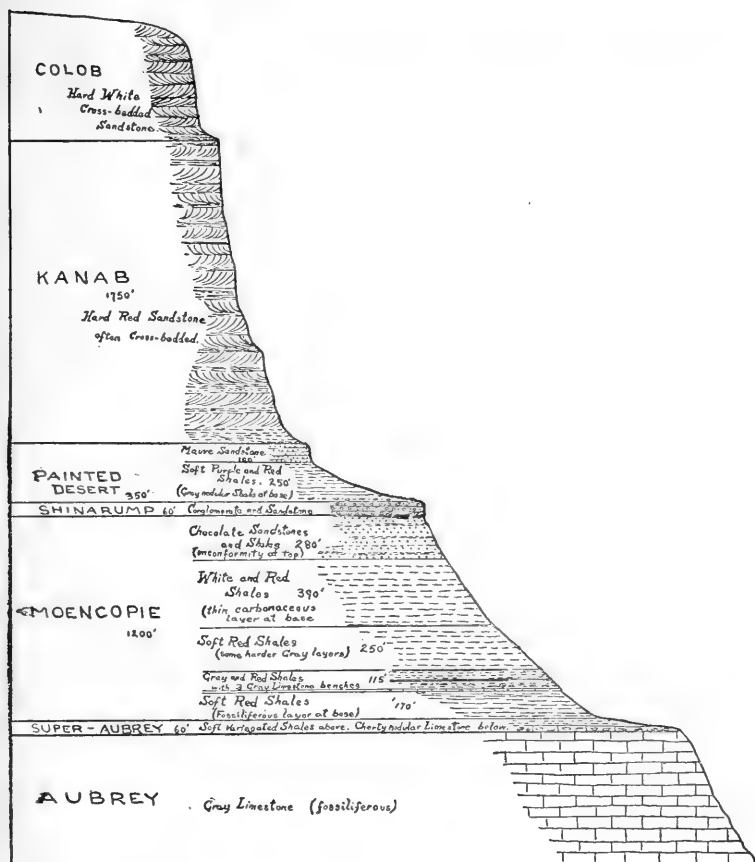 COLOB
Hard White
Cross-bedded
Sandstone.
KANAB
1750'
Hard Red Sandstone
often Cross-bedded.
PAINTED
DESERT 350'
Mauve Sandstone
100'
Soft Purple and Red
Shales. 250'
(Gray nodular Shale at base)
SHINARUMP 60' Conglomerate and Sandstone
MOENCOPIE
1200'
Chocolate Sandstones
and Shales 280'
(unconformity at top)
White and Red
Shales 390'
(thin carbonaceous
layer at base
Soft Red Shales 250'
(some harder Gray layers)
Gray and Red Shales 115'
with 3 Gray Limestone benches
Soft Red Shales 170'
(Fossiliferous layer at base)
SUPER-AUBREY 60' Soft Variegated Shales above. Cherty nodular Limestone below.
AUBREY Gray Limestone (fossiliferous)